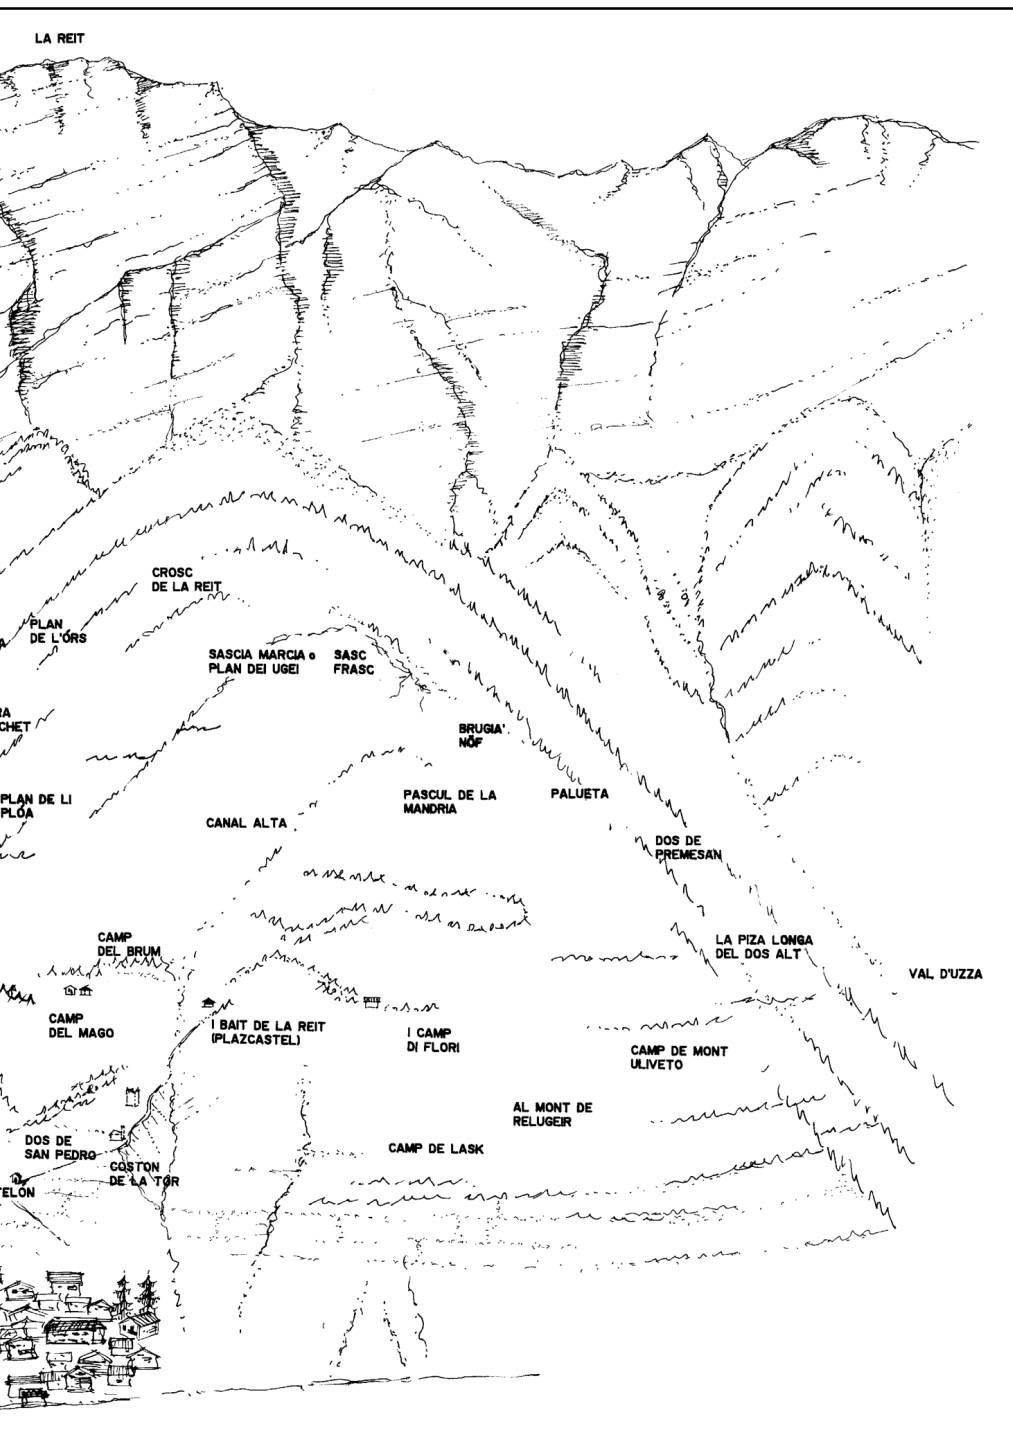 LA REIT
CROSC
DE LA REIT
PLAN
DE L'ÓRS
SASCIA MARCIA o
PLAN DEI UGEI
SASC
FRASC
BRUGIA'
NÖF
PLAN DE LI
PLÓA
CANAL ALTA
PASCUL DE LA
MANDRIA
PALUETA
DOS DE
PREMESAN
CAMP
DEL BRUM
LA PIZA LONGA
DEL DOS ALT
VAL D'UZZA
CAMP
DEL MAGO
I BAIT DE LA REIT
(PLAZCASTEL)
I CAMP
DI FLORI
CAMP DE MONT
ULIVETO
AL MONT DE
RELUGEIR
DOS DE
SAN PEDRO
CAMP DE LASK
COSTON
DE LA TÓR